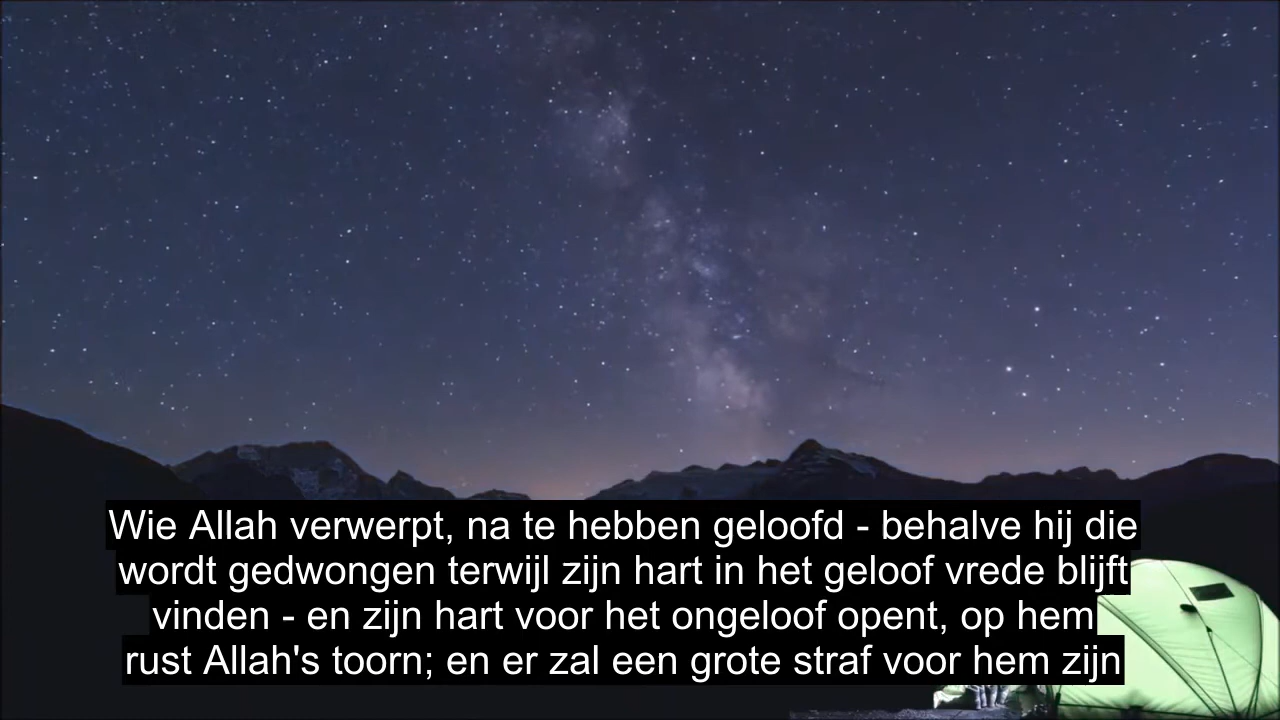 Wie Allah verwerpt, na te hebben geloofd - behalve hij die
wordt gedwongen terwijl zijn hart in het geloof vrede blijft
vinden - en zijn hart voor het ongeloof opent, op hem
rust Allah's toorn; en er zal een grote straf voor hem zijn